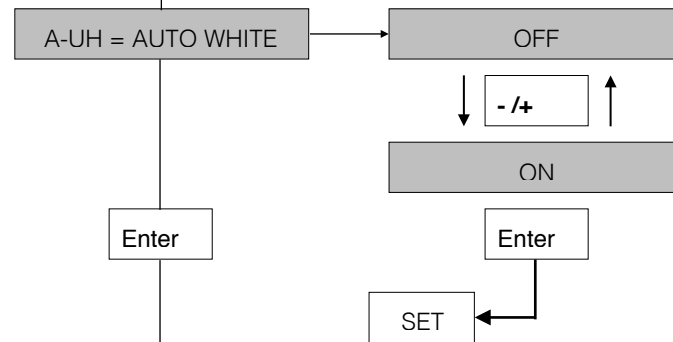 A-UH = AUTO WHITE
OFF
- /+
ON
Enter
Enter
SET